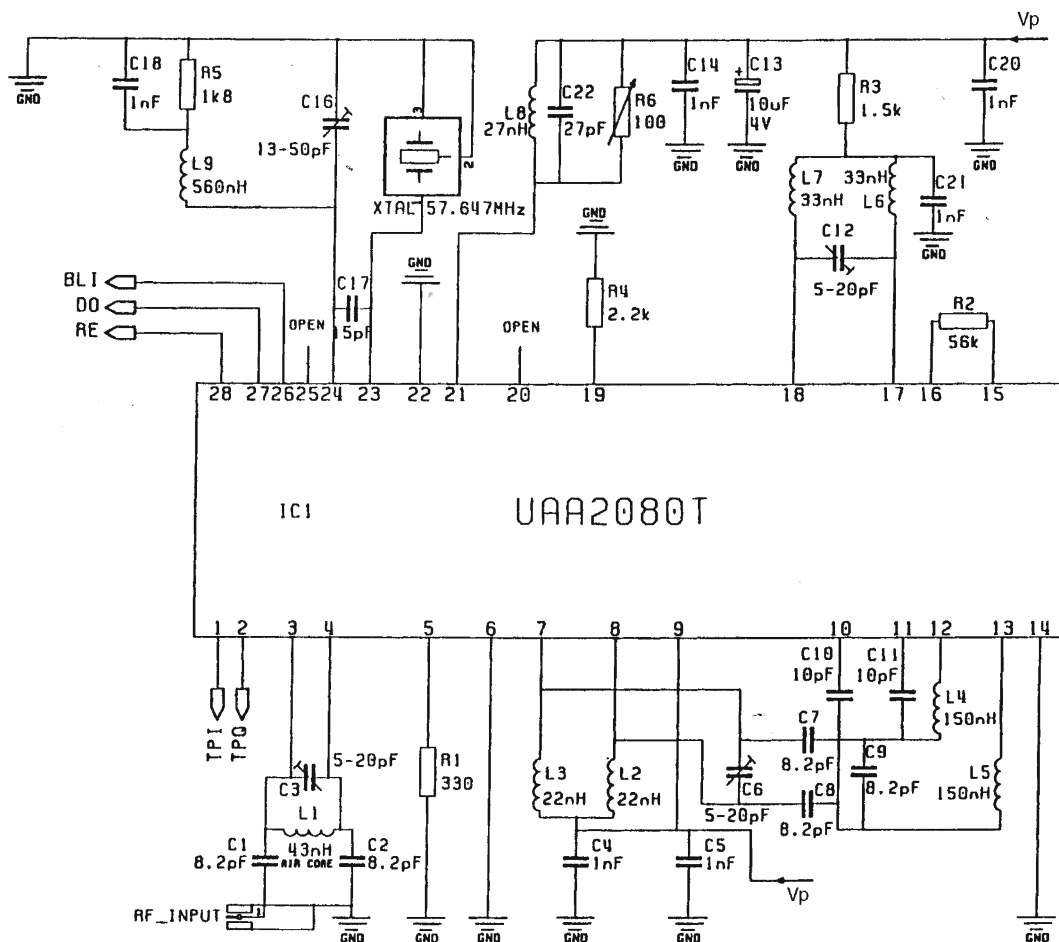 Vp
C18
1nF
GND
R5
1k8
C16
13-50pF
3
2
L9
560nH
XTAL 57.647MHz
1
L8
27nH
C22
27pF
R6
100
C14
1nF
GND
+
C13
10uF
4V
GND
R3
1.5k
C20
1nF
GND
L7
33nH
33nH
L6
C21
1nF
GND
C12
5-20pF
GND
GND
R4
2.2k
BLI
DO
RE
OPEN
C17
15pF
OPEN
R2
56k
28 27 26 25 24 23 22 21 20 19 18 17 16 15
IC1
UAA2080T
1 2 3 4 5 6 7 8 9 10 11 12 13 14
TPI
TPQ
5-20pF
C3
L1
43nH
AIR CORE
C1
8.2pF
C2
8.2pF
RF_INPUT
1
GND
R1
330
GND
GND
L3
22nH
L2
22nH
C4
1nF
GND
C5
1nF
GND
Vp
C6
5-20pF
C7
8.2pF
C8
8.2pF
C10
10pF
C11
10pF
C9
8.2pF
L4
150nH
L5
150nH
GND